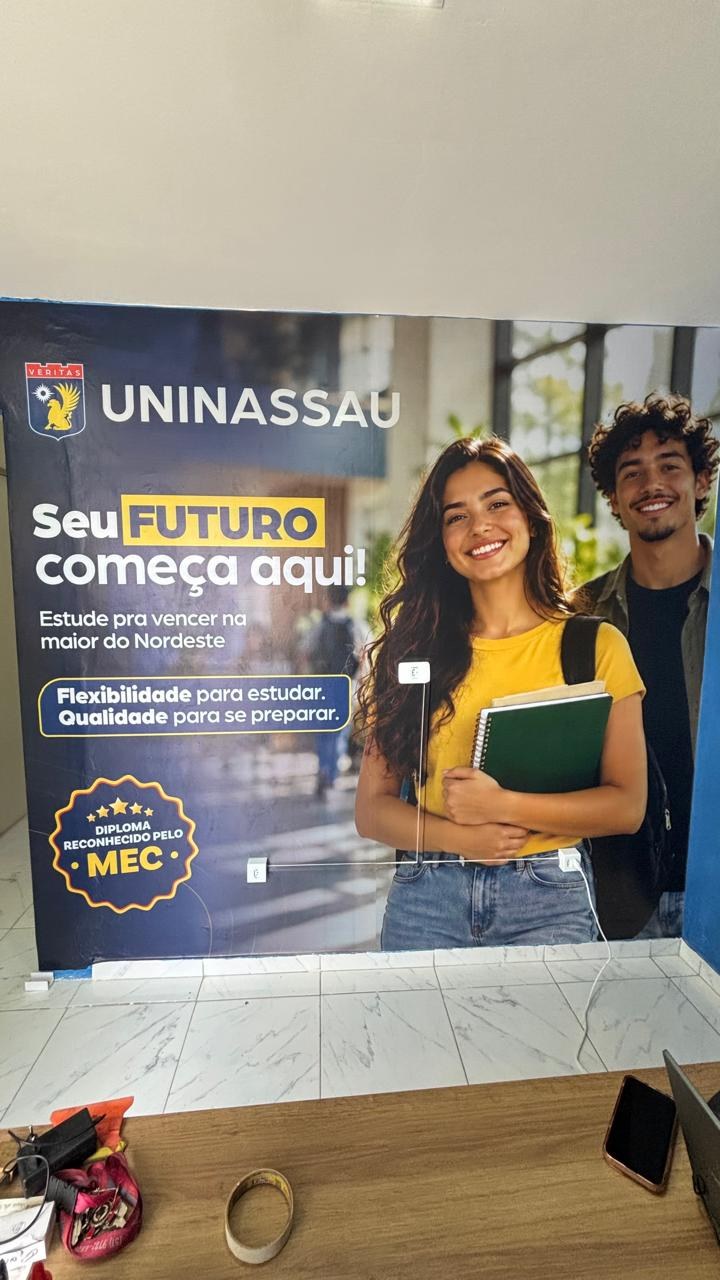 VERITAS
UNINASSAU
Seu FUTURO
começa aqui!
Estude pra vencer na
maior do Nordeste
Flexibilidade para estudar.
Qualidade para se preparar.
DIPLOMA
RECONHECIDO PELO
• MEC •